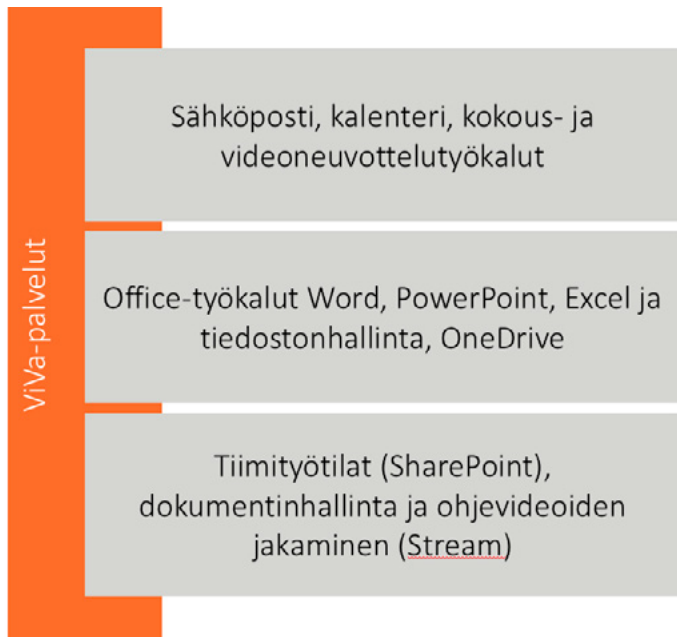 ViVa-palvelut
Sähköposti, kalenteri, kokous- ja
videoneuvottelutyökalut
Office-työkalut Word, PowerPoint, Excel ja
tiedostonhallinta, OneDrive
Tiimityötilat (SharePoint),
dokumentinhallinta ja ohjevideoiden
jakaminen (Stream)